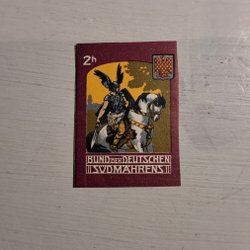 2h
BUND DER DEUTSCHEN
SÜDMÄHRENS